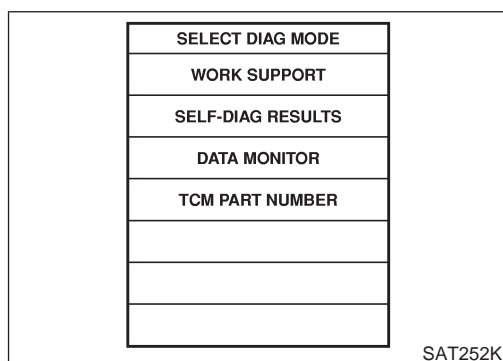 SELECT DIAG MODE
WORK SUPPORT
SELF-DIAG RESULTS
DATA MONITOR
TCM PART NUMBER
SAT252K